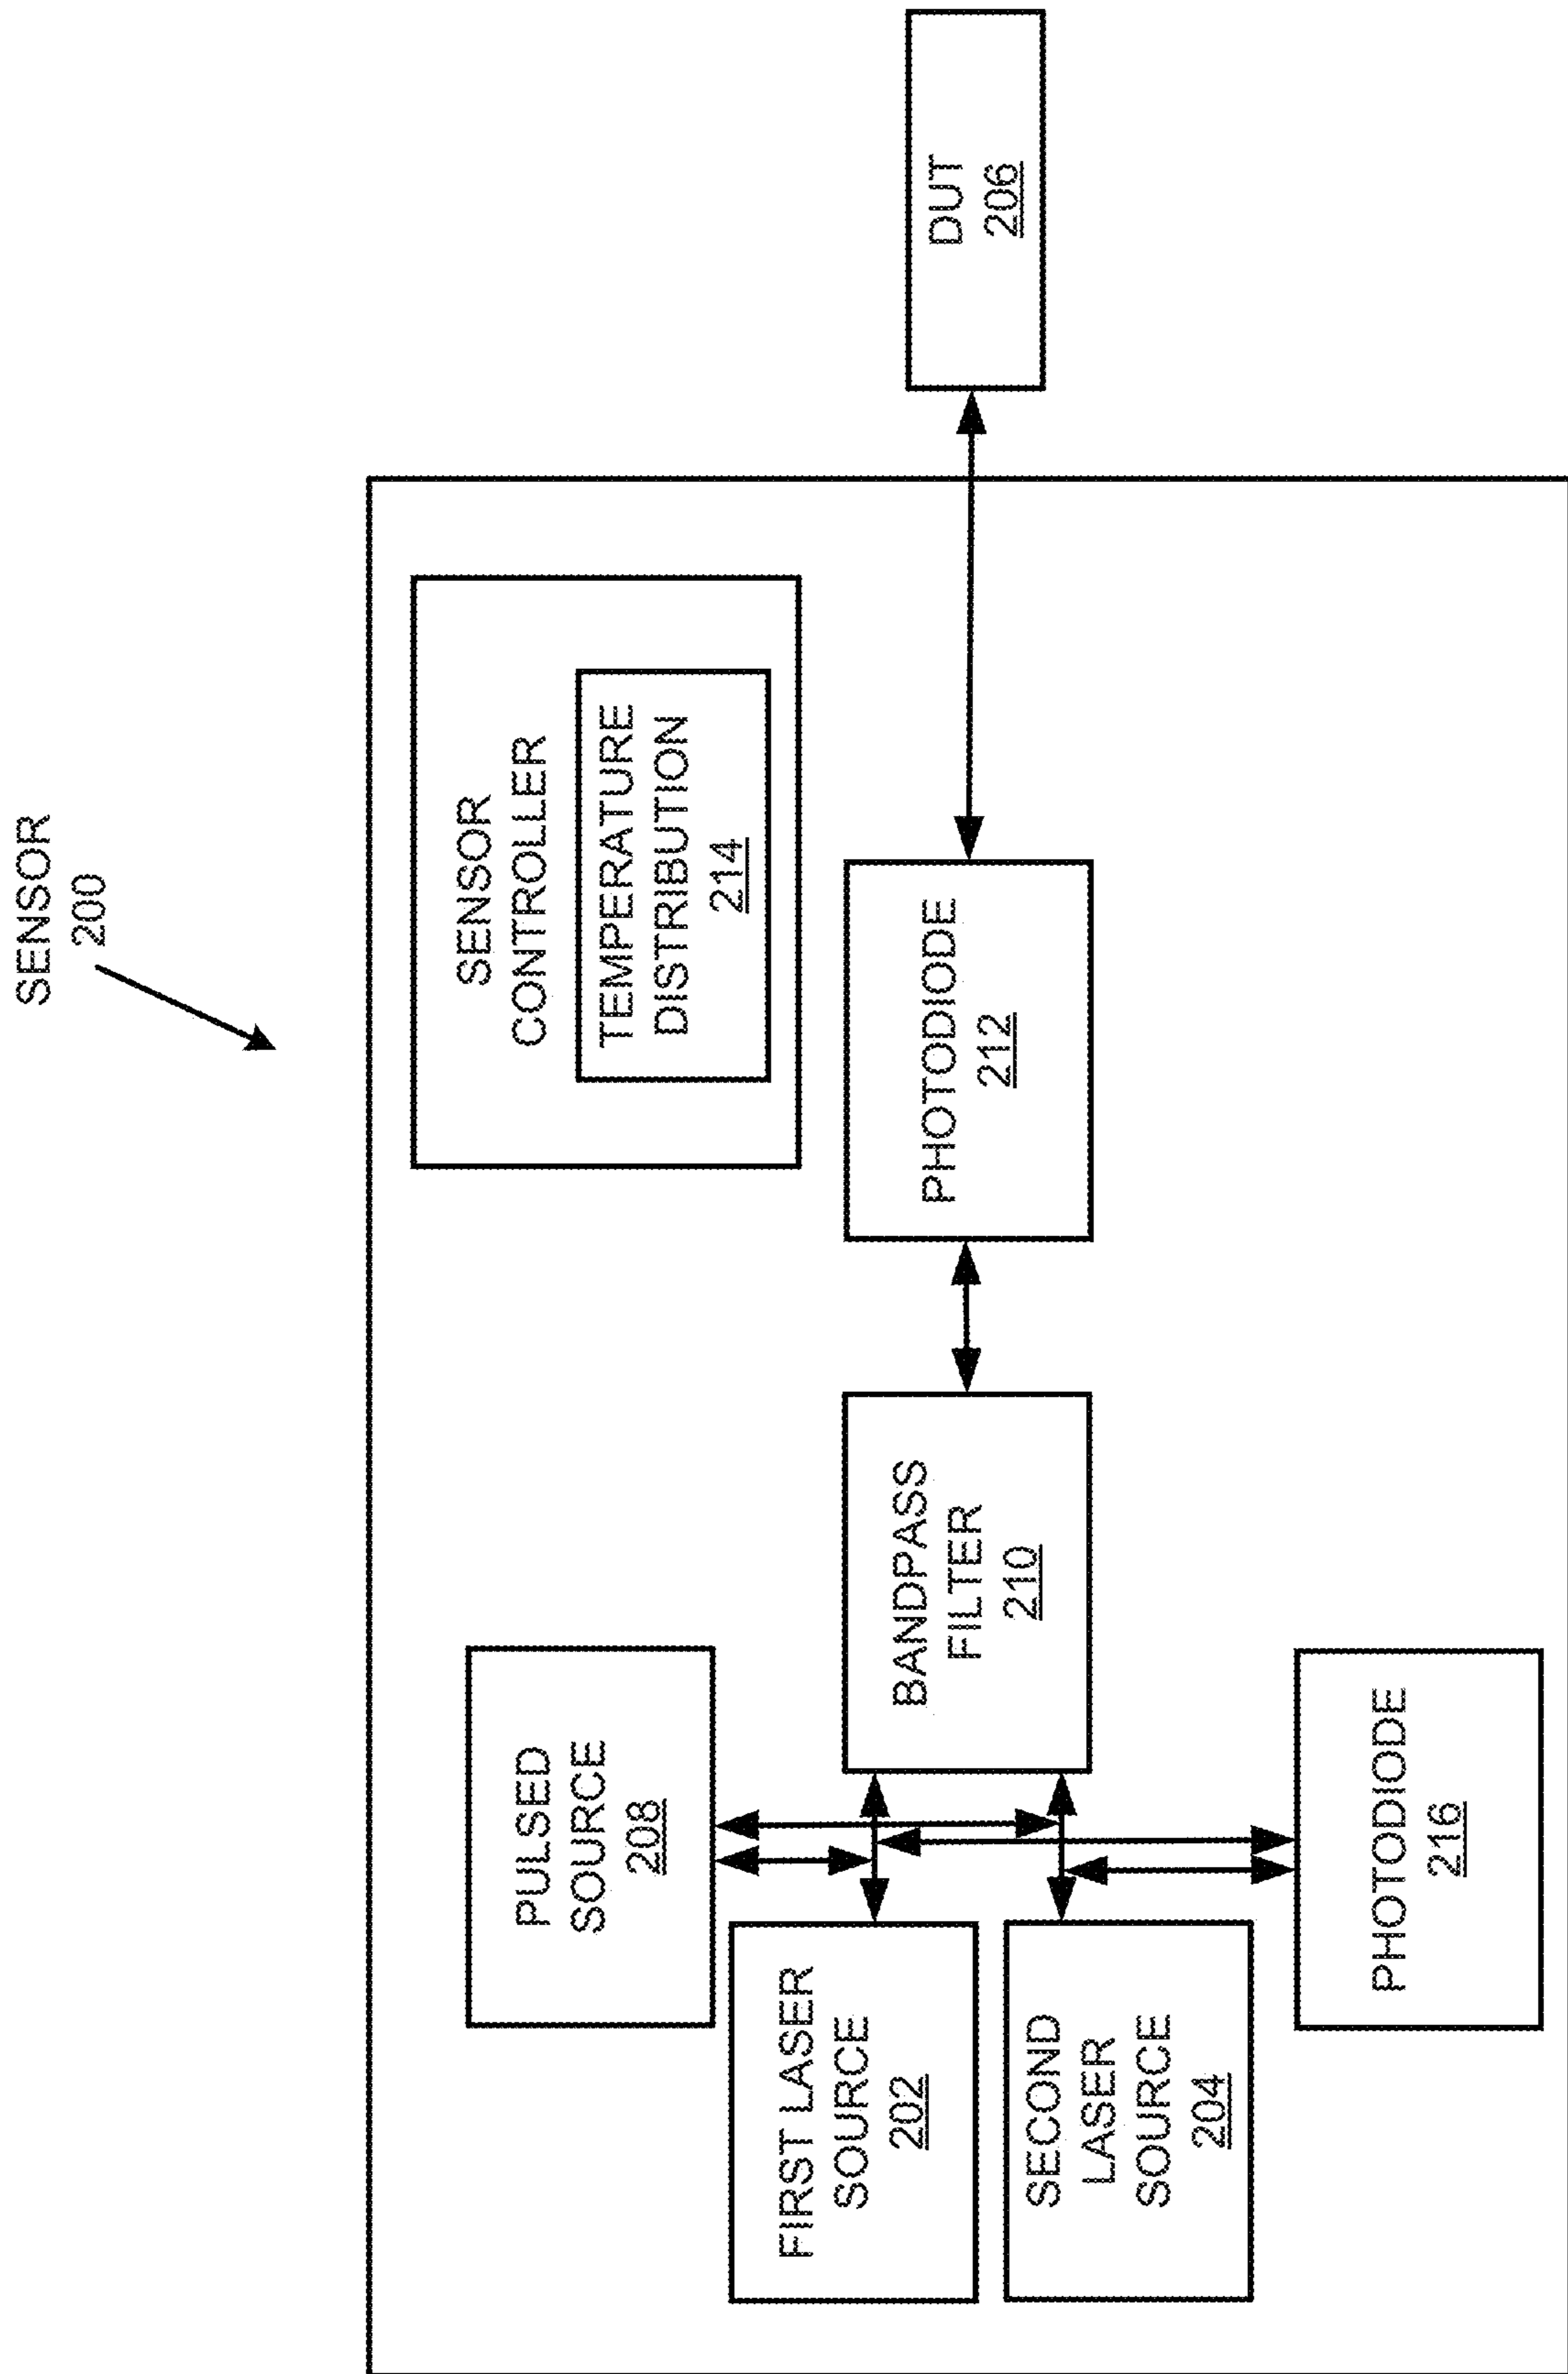 SENSOR
200
SENSOR
CONTROLLER
TEMPERATURE
DISTRIBUTION
214
PULSED
SOURCE
208
FIRST LASER
SOURCE
202
BANDPASS
FILTER
210
PHOTODIODE
212
DUT
206
SECOND
LASER
SOURCE
204
PHOTODIODE
216